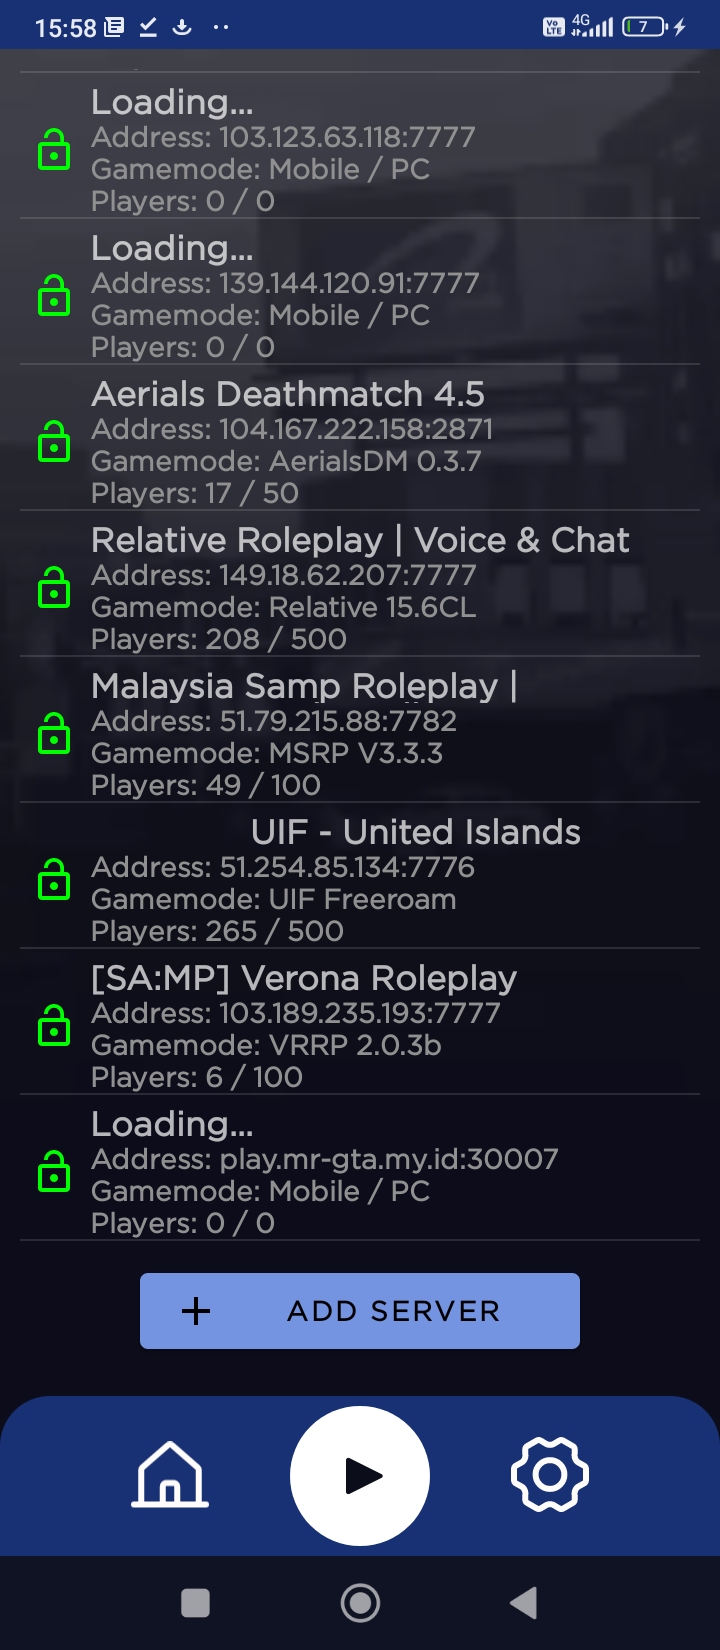 15:58
Vo LTE 4G 7
Loading...
Address: 103.123.63.118:7777
Gamemode: Mobile / PC
Players: 0 / 0
Loading...
Address: 139.144.120.91:7777
Gamemode: Mobile / PC
Players: 0 / 0
Aerials Deathmatch 4.5
Address: 104.167.222.158:2871
Gamemode: AerialsDM 0.3.7
Players: 17 / 50
Relative Roleplay | Voice & Chat
Address: 149.18.62.207:7777
Gamemode: Relative 15.6CL
Players: 208 / 500
Malaysia Samp Roleplay |
Address: 51.79.215.88:7782
Gamemode: MSRP V3.3.3
Players: 49 / 100
UIF - United Islands
Address: 51.254.85.134:7776
Gamemode: UIF Freeroam
Players: 265 / 500
[SA:MP] Verona Roleplay
Address: 103.189.235.193:7777
Gamemode: VRRP 2.0.3b
Players: 6 / 100
Loading...
Address: play.mr-gta.my.id:30007
Gamemode: Mobile / PC
Players: 0 / 0
ADD SERVER